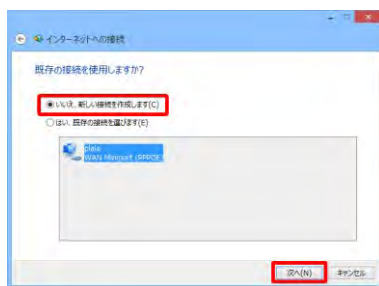 インターネットへの接続
既存の接続を使用しますか?
いいえ、新しい接続を作成します(C)
はい、既存の接続を選びます(E)
plala
WAN Miniport (PPPOE)
次へ(N)
キャンセル